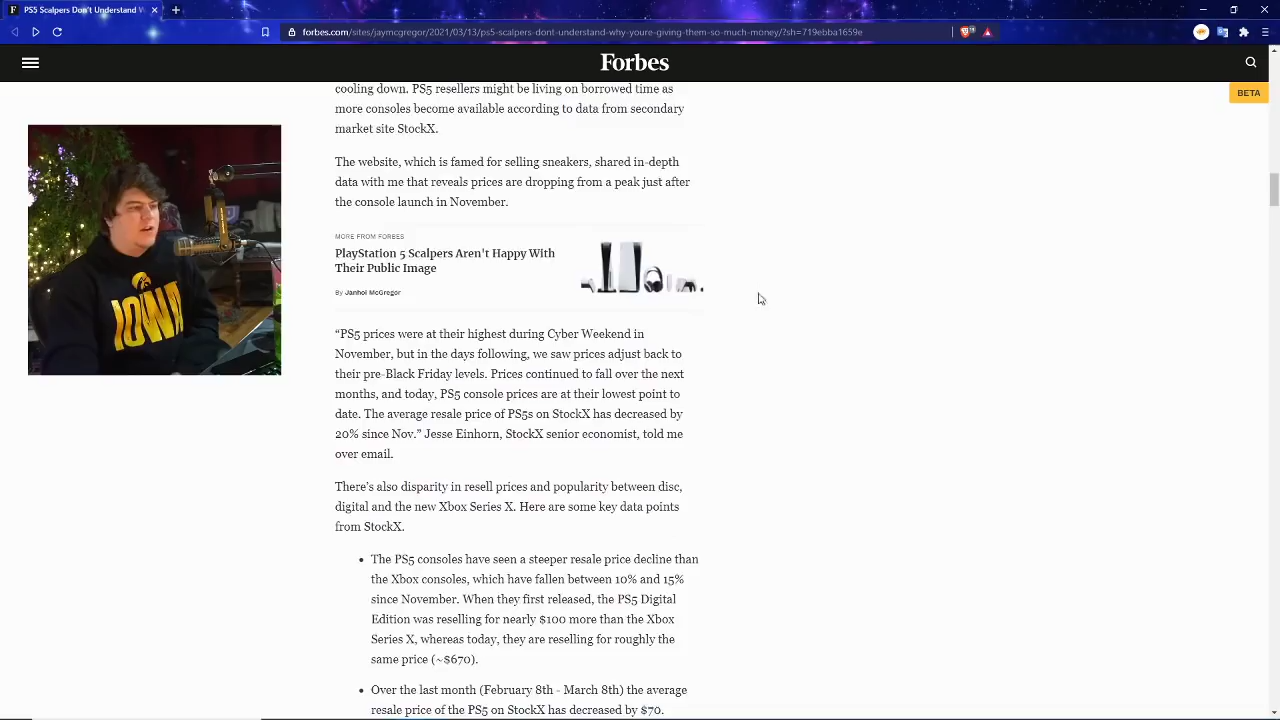 PS5 Scalpers Don't Understand W
forbes.com/sites/jaymcgregor/2021/03/13/ps5-scalpers-dont-understand-why-youre-giving-them-so-much-money/?sh=719ebba1659e
Forbes
BETA
cooling down. PS5 resellers might be living on borrowed time as
more consoles become available according to data from secondary
market site StockX.
The website, which is famed for selling sneakers, shared in-depth
data with me that reveals prices are dropping from a peak just after
the console launch in November.
MORE FROM FORBES
PlayStation 5 Scalpers Aren't Happy With
Their Public Image
By Janhoi McGregor
IOWA
“PS5 prices were at their highest during Cyber Weekend in
November, but in the days following, we saw prices adjust back to
their pre-Black Friday levels. Prices continued to fall over the next
months, and today, PS5 console prices are at their lowest point to
date. The average resale price of PS5s on StockX has decreased by
20% since Nov.” Jesse Einhorn, StockX senior economist, told me
over email.
There’s also disparity in resell prices and popularity between disc,
digital and the new Xbox Series X. Here are some key data points
from StockX.
• The PS5 consoles have seen a steeper resale price decline than
the Xbox consoles, which have fallen between 10% and 15%
since November. When they first released, the PS5 Digital
Edition was reselling for nearly $100 more than the Xbox
Series X, whereas today, they are reselling for roughly the
same price (~$670).
• Over the last month (February 8th - March 8th) the average
resale price of the PS5 on StockX has decreased by $70.